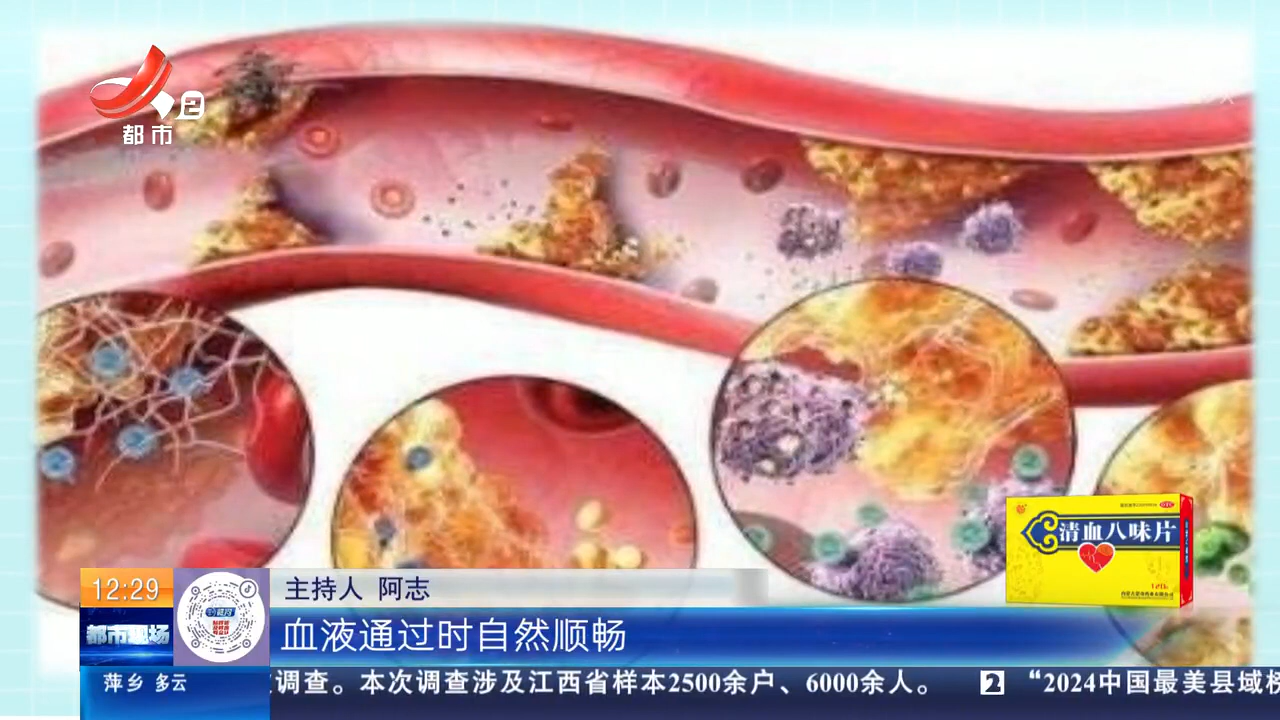 2
都市
清血八味片
主持人 阿志
12:29
血液通过时自然顺畅
都市现场
萍乡 多云
调查。本次调查涉及江西省样本2500余户、6000余人。 2 “2024中国最美县域